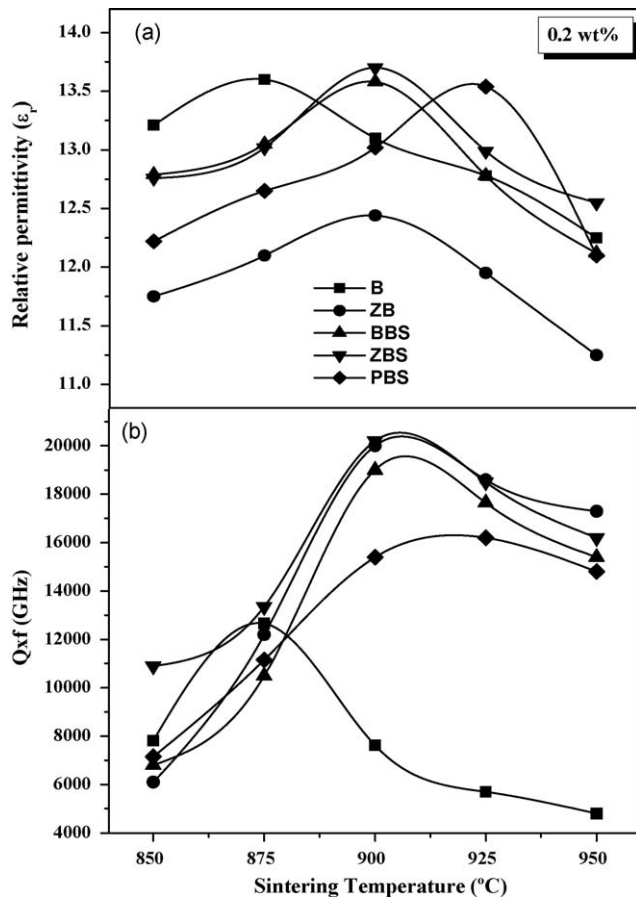 (a)
0.2 wt%
Relative permittivity (εr)
14.0
13.5
13.0
12.5
12.0
11.5
11.0
B
ZB
BBS
ZBS
PBS
(b)
Qxf (GHz)
20000
18000
16000
14000
12000
10000
8000
6000
4000
850 875 900 925 950
Sintering Temperature (ºC)